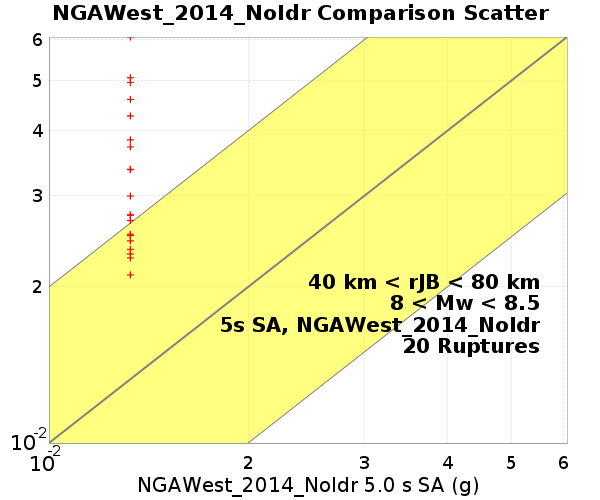 NGAWest_2014_NoIdr Comparison Scatter
6
5
4
3
2
10-2
40 km < rJB < 80 km
8 < Mw < 8.5
5s SA, NGAWest_2014_NoIdr
20 Ruptures
10-2 2 3 4 5 6
NGAWest_2014_NoIdr 5.0 s SA (g)